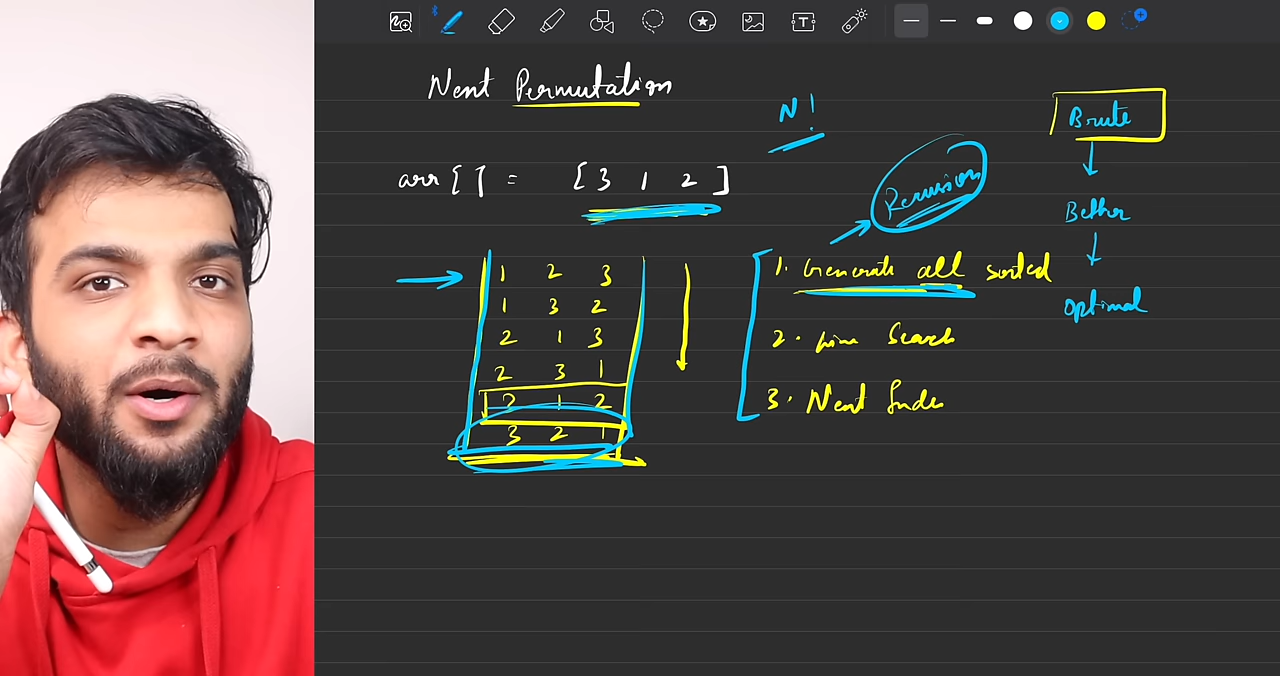 Next Permutation
N!
Brute
arr [ ] = [ 3 1 2 ]
Recursion
Better
1 2 3
1 3 2
2 1 3
2 3 1
3 1 2
3 2 1
1. Generate all sorted
2. Linear Search
3. Next Index
Optimal
T